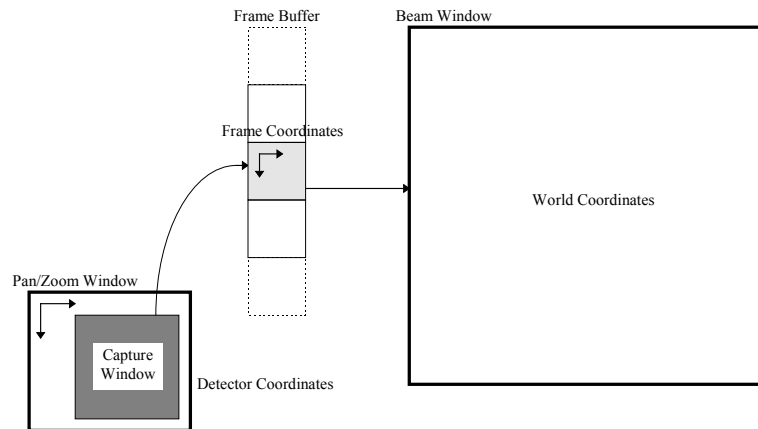 Frame Buffer
Beam Window
Frame Coordinates
World Coordinates
Pan/Zoom Window
Capture
Window
Detector Coordinates